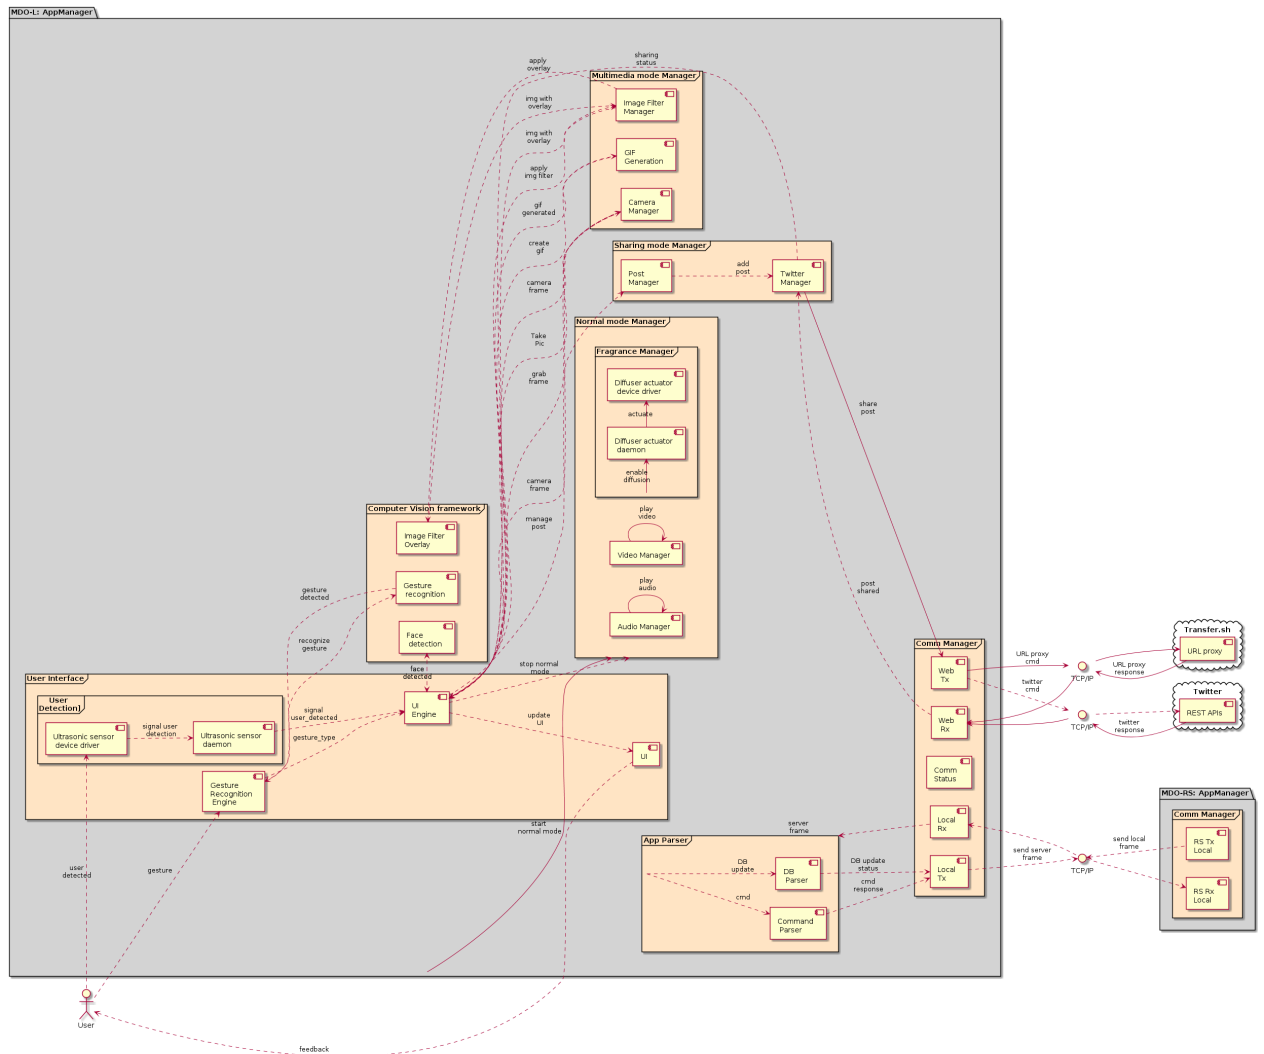 MDO-L: AppManager
sharing
status
apply
overlay
Multimedia mode Manager
Image Filter
Manager
img with
overlay
img with
overlay
GIF
Generation
apply
img filter
Camera
Manager
gif
generated
create
gif
Sharing mode Manager
Post
Manager
add
post
Twitter
Manager
camera
frame
Normal mode Manager
Take
Pic
Fragrance Manager
grab
frame
Diffuser actuator
device driver
actuate
share
post
Diffuser actuator
daemon
enable
diffusion
camera
frame
Computer Vision framework
play
video
manage
post
Image Filter
Overlay
Video Manager
gesture
detected
Gesture
recognition
play
audio
post
shared
recognize
gesture
Face
detection
Audio Manager
Comm Manager
Transfer.sh
URL proxy
URL proxy
cmd
URL proxy
response
TCP/IP
Web
Tx
face
detected
stop normal
mode
User Interface
User
Detection]
UI
Engine
twitter
cmd
Twitter
REST APIs
twitter
response
TCP/IP
Web
Rx
signal
user_detected
update
UI
Ultrasonic sensor
device driver
signal user
detection
Ultrasonic sensor
daemon
gesture_type
UI
Comm
Status
Gesture
Recognition
Engine
MDO-RS: AppManager
Comm Manager
start
normal mode
server
frame
Local
Rx
App Parser
send server
frame
send local
frame
RS Tx
Local
TCP/IP
DB
update
DB
Parser
DB update
status
Local
Tx
user
detected
gesture
cmd
cmd
response
RS Rx
Local
Command
Parser
User
feedback